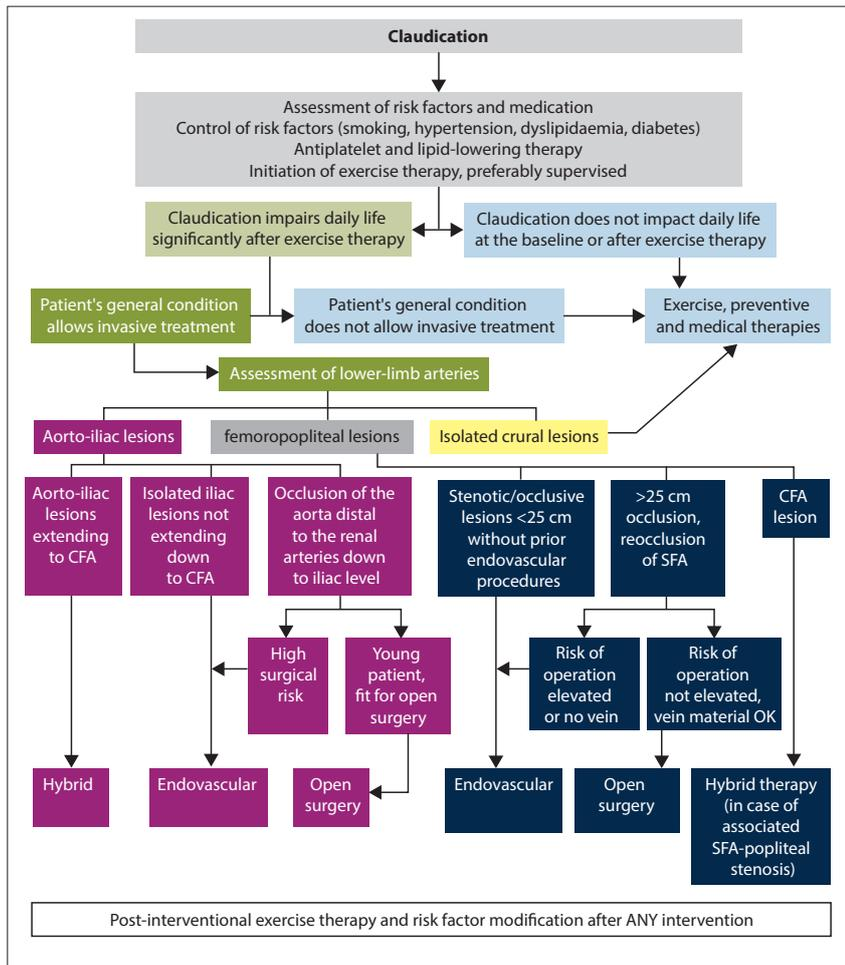 Claudication
Assessment of risk factors and medication
Control of risk factors (smoking, hypertension, dyslipidaemia, diabetes)
Antiplatelet and lipid-lowering therapy
Initiation of exercise therapy, preferably supervised
Claudication impairs daily life
significantly after exercise therapy
Claudication does not impact daily life
at the baseline or after exercise therapy
Patient's general condition
allows invasive treatment
Patient's general condition
does not allow invasive treatment
Exercise, preventive
and medical therapies
Assessment of lower-limb arteries
Aorto-iliac lesions
femoropopliteal lesions
Isolated crural lesions
Aorto-iliac
lesions
extending
to CFA
Isolated iliac
lesions not
extending
down
to CFA
Occlusion of the
aorta distal
to the renal
arteries down
to iliac level
Stenotic/occlusive
lesions <25 cm
without prior
endovascular
procedures
>25 cm
occlusion,
reocclusion
of SFA
CFA
lesion
High
surgical
risk
Young
patient,
fit for open
surgery
Risk of
operation
elevated
or no vein
Risk of
operation
not elevated,
vein material OK
Hybrid
Endovascular
Open
surgery
Endovascular
Open
surgery
Hybrid therapy
(in case of
associated
SFA-popliteal
stenosis)
Post-interventional exercise therapy and risk factor modification after ANY intervention